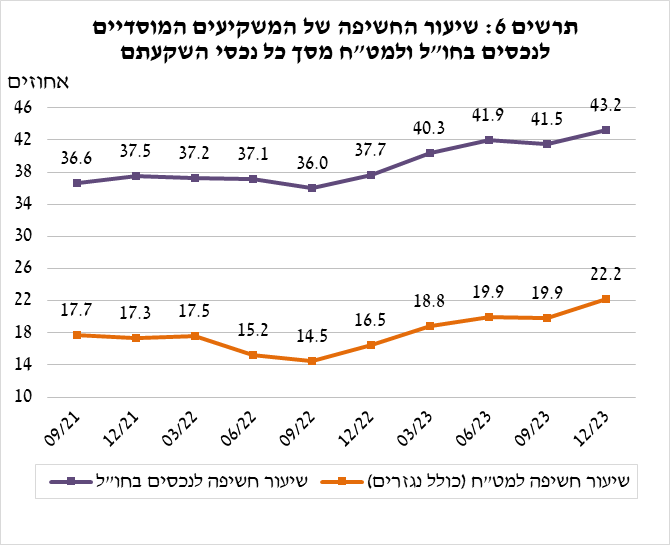 תרשים 6: שיעור החשיפה של המשקיעים המוסדיים
לנכסים בחו"ל ולמט"ח מסך כל נכסי השקעתם
אחוזים
46
42
38
34
30
26
22
18
14
10
36.6 37.5 37.2 37.1 36.0 37.7 40.3 41.9 41.5 43.2
17.7 17.3 17.5 15.2 14.5 16.5 18.8 19.9 19.9 22.2
09/21 12/21 03/22 06/22 09/22 12/22 03/23 06/23 09/23 12/23
שיעור חשיפה למט"ח (כולל נגזרים) שיעור חשיפה לנכסים בחו"ל